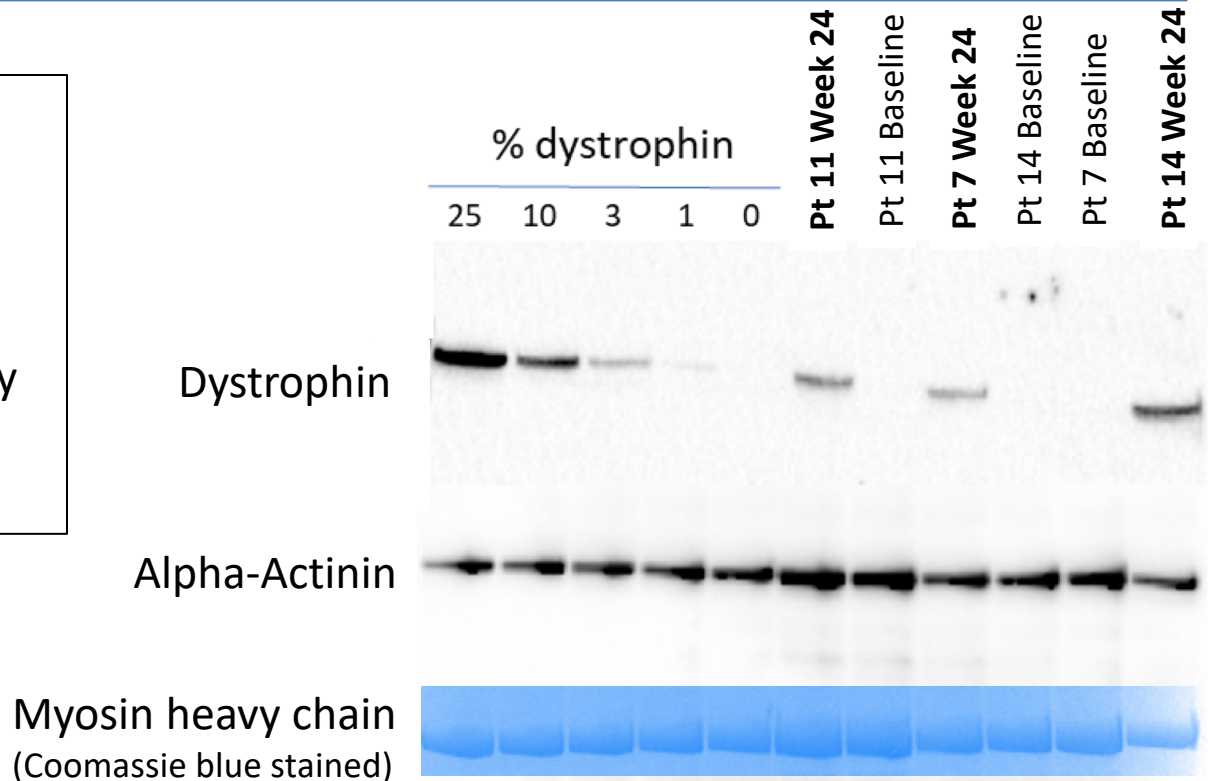 % dystrophin
25 10 3 1 0
Pt 11 Week 24
Pt 11 Baseline
Pt 7 Week 24
Pt 14 Baseline
Pt 7 Baseline
Pt 14 Week 24
y
Dystrophin
Alpha-Actinin
Myosin heavy chain
(Coomassie blue stained)